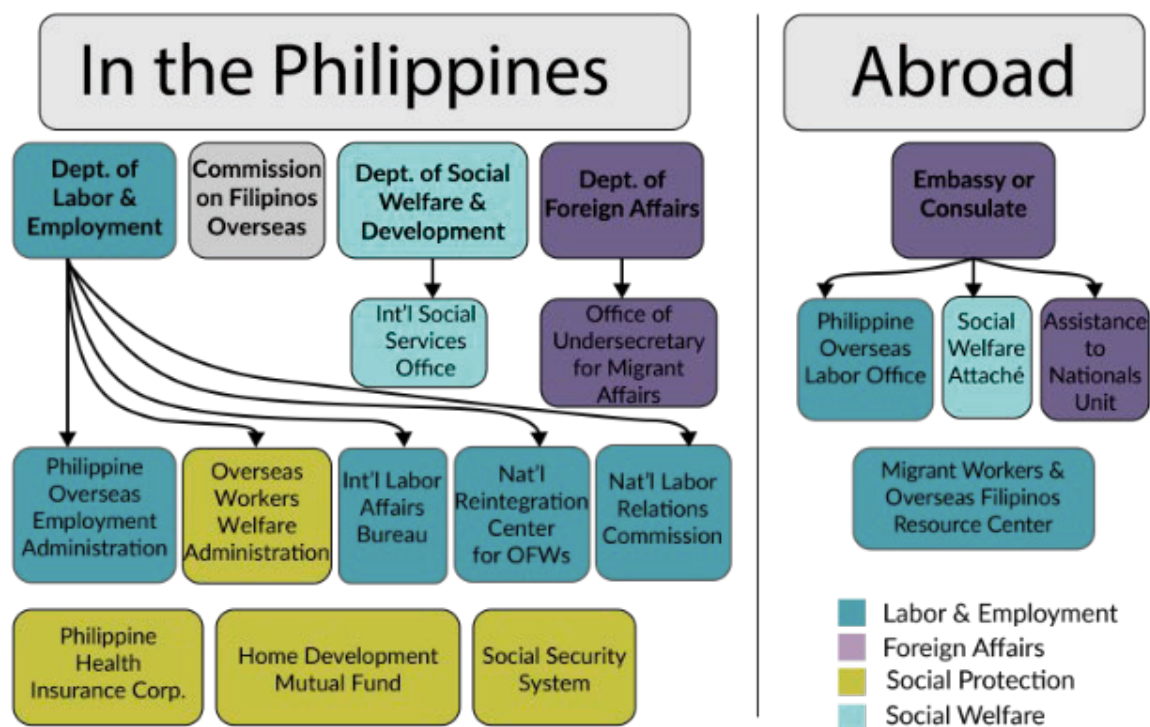 In the Philippines
Abroad
Dept. of
Labor &
Employment
Commission
on Filipinos
Overseas
Dept. of Social
Welfare &
Development
Dept. of
Foreign Affairs
Embassy or
Consulate
Int'l Social
Services
Office
Office of
Undersecretary
for Migrant
Affairs
Philippine
Overseas
Labor Office
Social
Welfare
Attaché
Assistance
to
Nationals
Unit
Philippine
Overseas
Employment
Administration
Overseas
Workers
Welfare
Administration
Int'l Labor
Affairs
Bureau
Nat'l
Reintegration
Center
for OFWs
Nat'l Labor
Relations
Commission
Migrant Workers &
Overseas Filipinos
Resource Center
Philippine
Health
Insurance Corp.
Home Development
Mutual Fund
Social Security
System
Labor & Employment
Foreign Affairs
Social Protection
Social Welfare